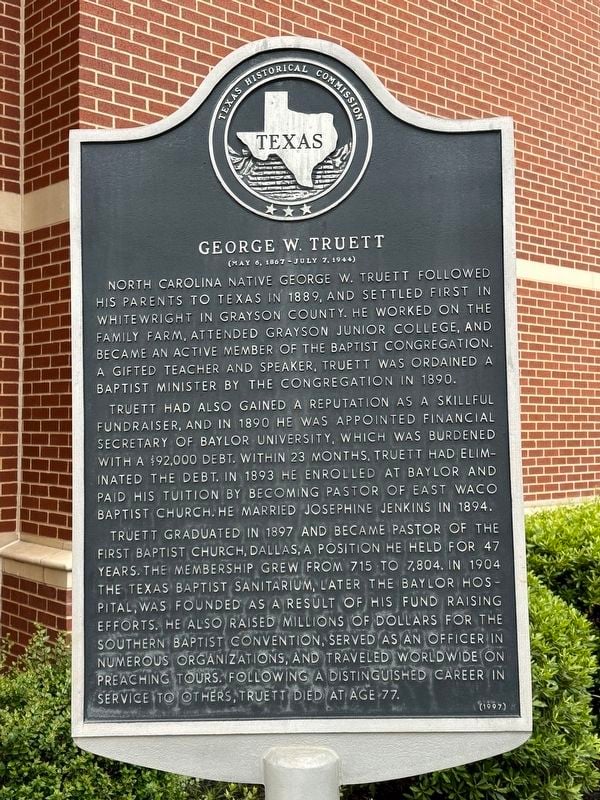 TEXAS HISTORICAL COMMISSION
TEXAS
GEORGE W. TRUETT
(MAY 6, 1867 - JULY 7, 1944)
NORTH CAROLINA NATIVE GEORGE W. TRUETT FOLLOWED
HIS PARENTS TO TEXAS IN 1889, AND SETTLED FIRST IN
WHITEWRIGHT IN GRAYSON COUNTY. HE WORKED ON THE
FAMILY FARM, ATTENDED GRAYSON JUNIOR COLLEGE, AND
BECAME AN ACTIVE MEMBER OF THE BAPTIST CONGREGATION.
A GIFTED TEACHER AND SPEAKER, TRUETT WAS ORDAINED A
BAPTIST MINISTER BY THE CONGREGATION IN 1890.
TRUETT HAD ALSO GAINED A REPUTATION AS A SKILLFUL
FUNDRAISER, AND IN 1890 HE WAS APPOINTED FINANCIAL
SECRETARY OF BAYLOR UNIVERSITY, WHICH WAS BURDENED
WITH A $92,000 DEBT. WITHIN 23 MONTHS, TRUETT HAD ELIM-
INATED THE DEBT. IN 1893 HE ENROLLED AT BAYLOR AND
PAID HIS TUITION BY BECOMING PASTOR OF EAST WACO
BAPTIST CHURCH. HE MARRIED JOSEPHINE JENKINS IN 1894.
TRUETT GRADUATED IN 1897 AND BECAME PASTOR OF THE
FIRST BAPTIST CHURCH, DALLAS, A POSITION HE HELD FOR 47
YEARS. THE MEMBERSHIP GREW FROM 715 TO 7,804. IN 1904
THE TEXAS BAPTIST SANITARIUM, LATER THE BAYLOR HOS-
PITAL, WAS FOUNDED AS A RESULT OF HIS FUND RAISING
EFFORTS. HE ALSO RAISED MILLIONS OF DOLLARS FOR THE
SOUTHERN BAPTIST CONVENTION, SERVED AS AN OFFICER IN
NUMEROUS ORGANIZATIONS, AND TRAVELED WORLDWIDE ON
PREACHING TOURS. FOLLOWING A DISTINGUISHED CAREER IN
SERVICE TO OTHERS, TRUETT DIED AT AGE 77.
(1997)